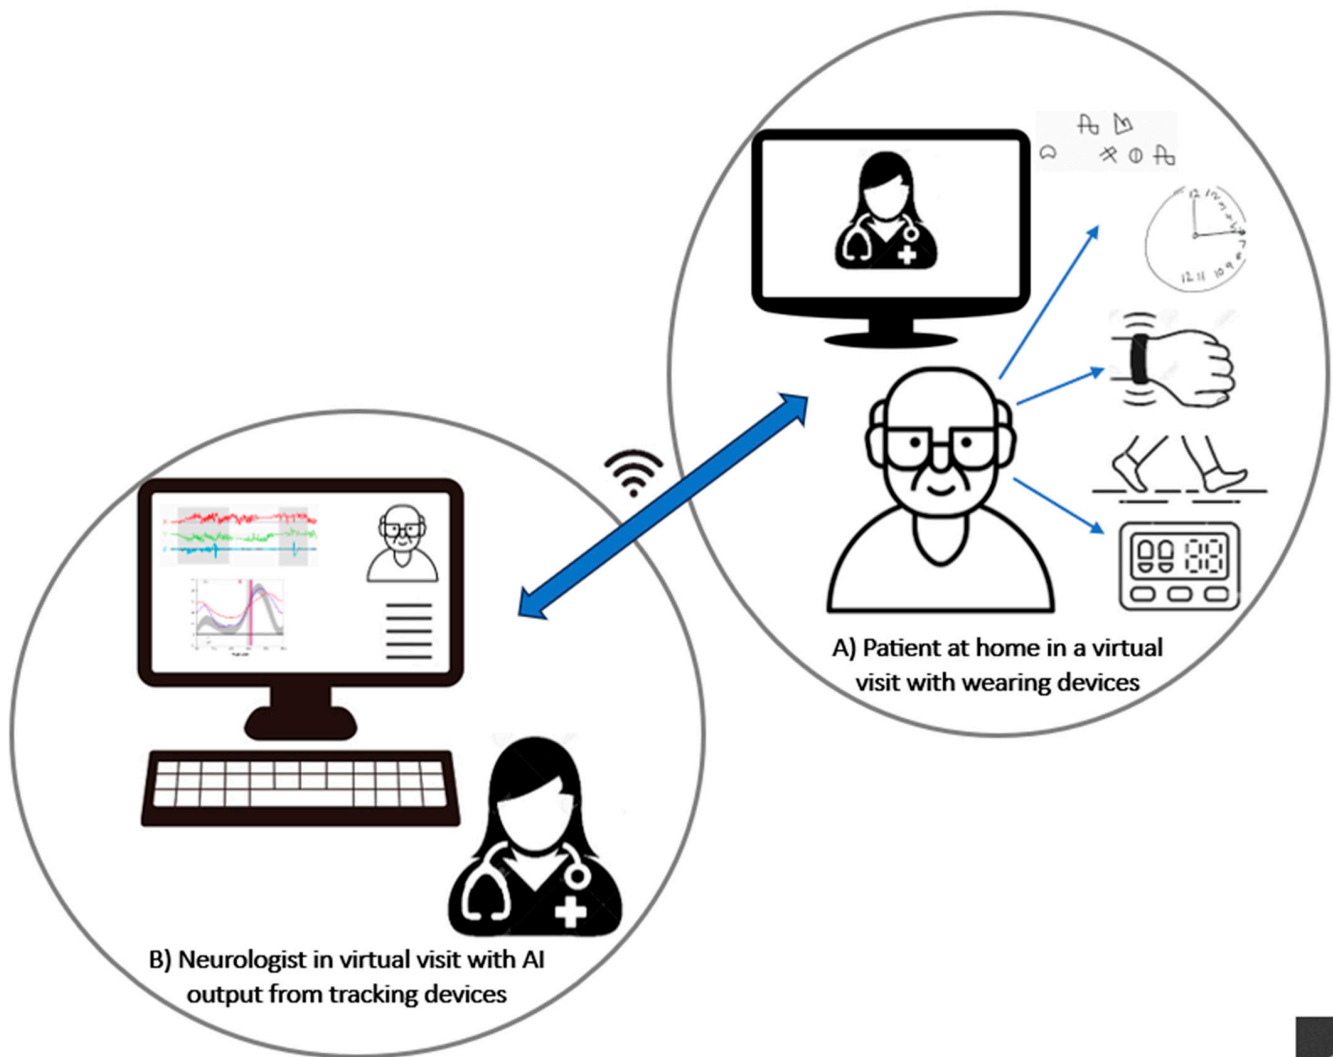 A) Patient at home in a virtual
visit with wearing devices
B) Neurologist in virtual visit with AI
output from tracking devices